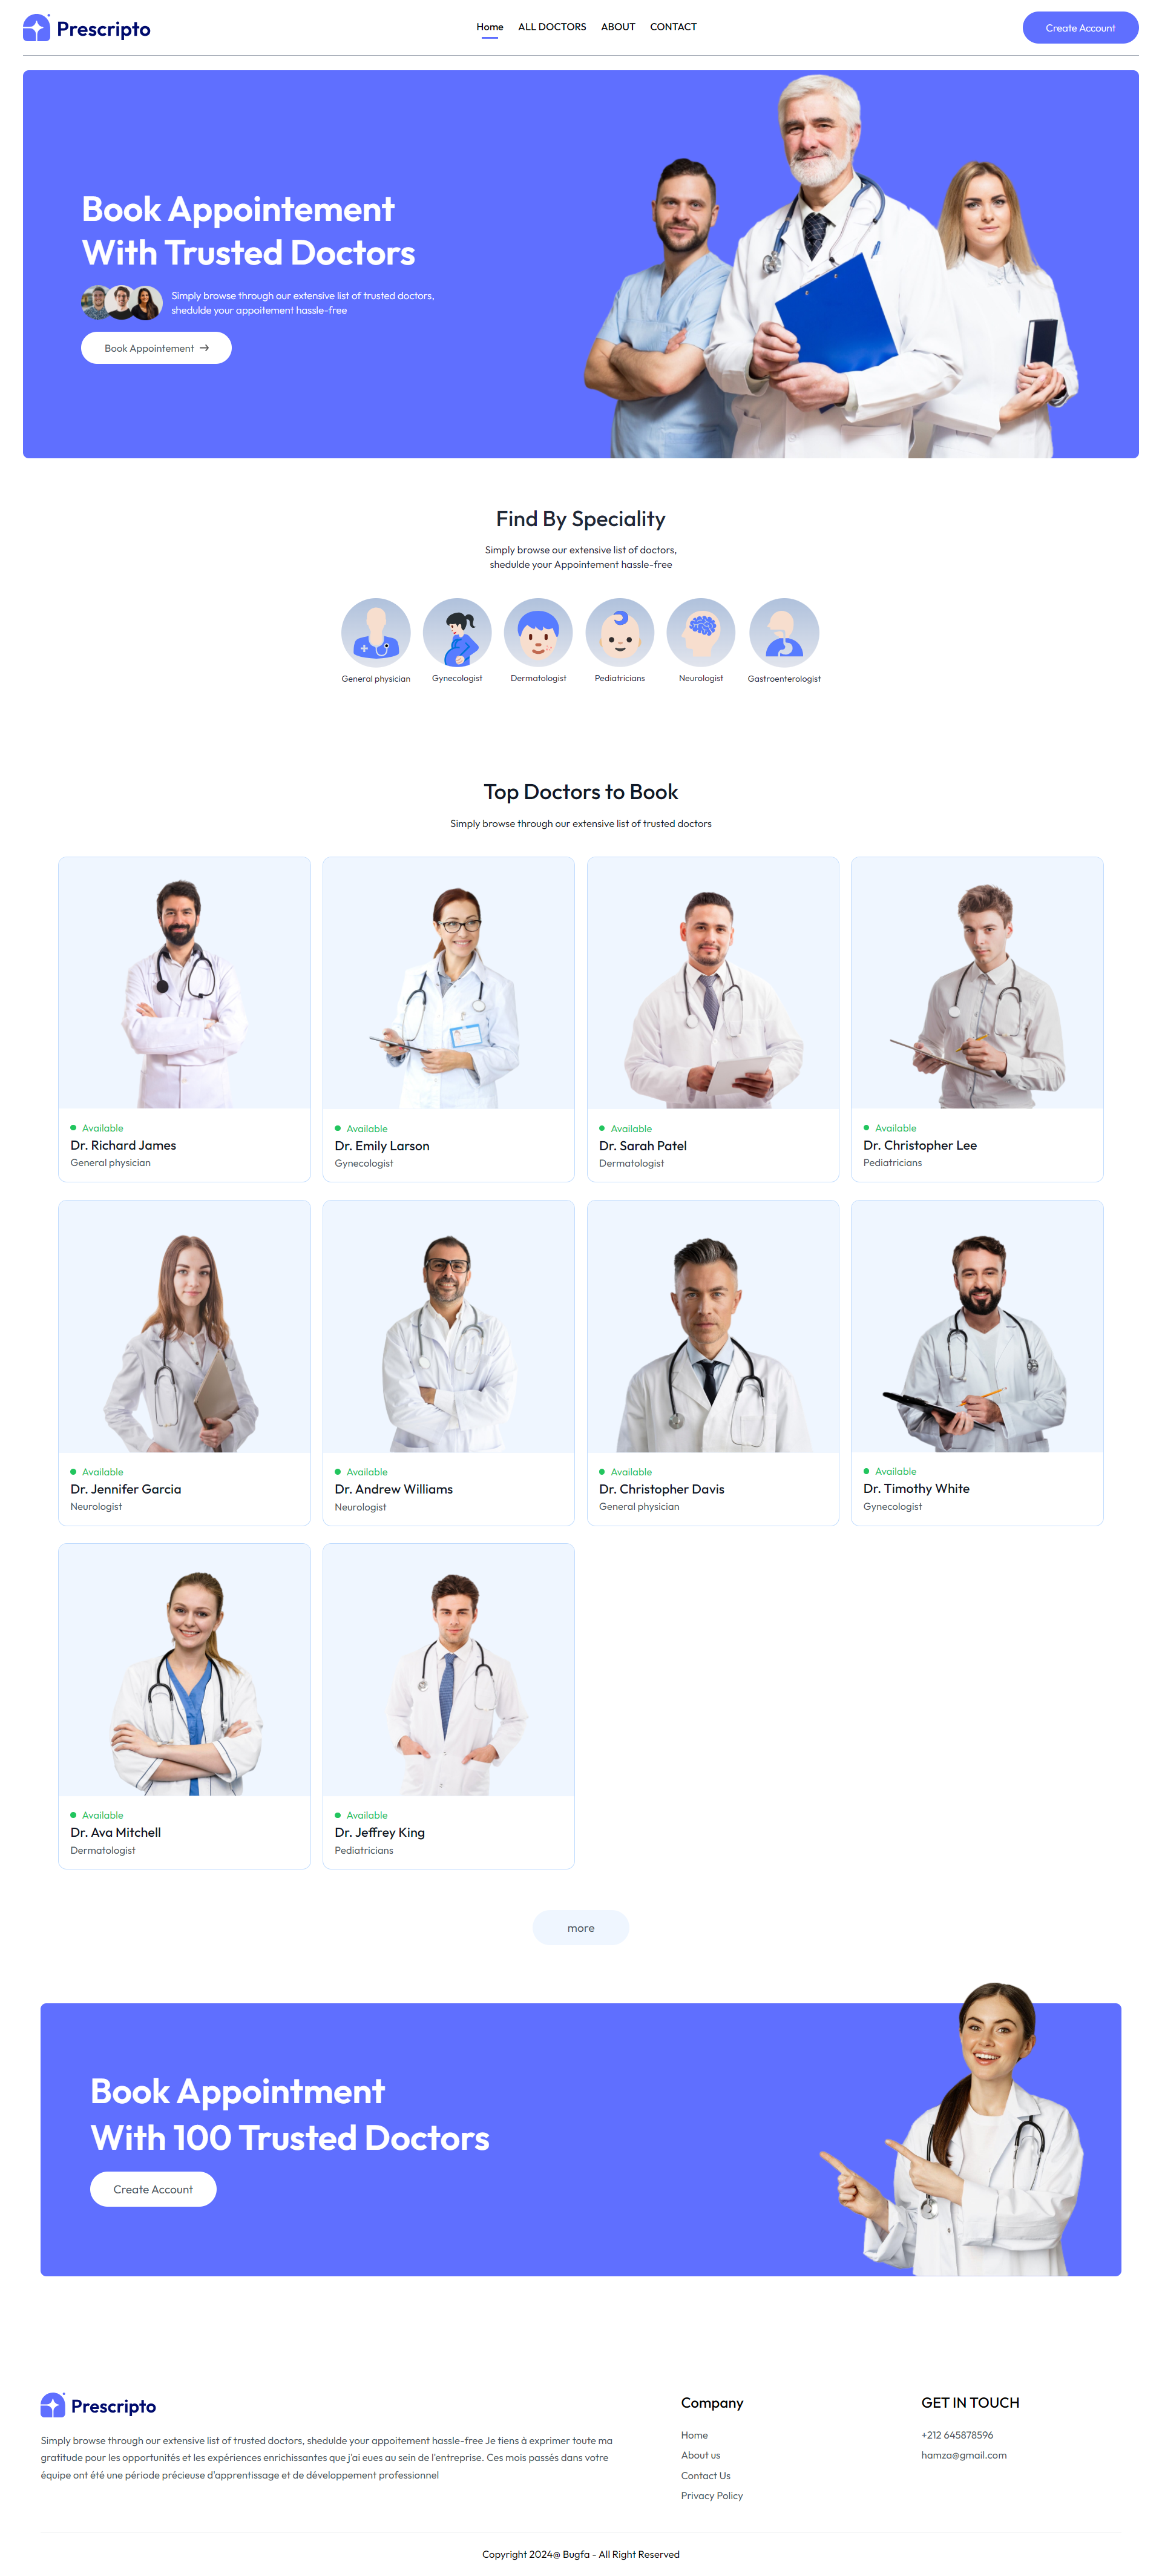 Prescripto
Home
ALL DOCTORS
ABOUT
CONTACT
Create Account
Book Appointement
With Trusted Doctors
Simply browse through our extensive list of trusted doctors,
shedulde your appoitement hassle-free
Book Appointement →
Find By Speciality
Simply browse our extensive list of doctors,
shedulde your Appointement hassle-free
General physician
Gynecologist
Dermatologist
Pediatricians
Neurologist
Gastroenterologist
Top Doctors to Book
Simply browse through our extensive list of trusted doctors
Available
Dr. Richard James
General physician
Available
Dr. Emily Larson
Gynecologist
Available
Dr. Sarah Patel
Dermatologist
Available
Dr. Christopher Lee
Pediatricians
Available
Dr. Jennifer Garcia
Neurologist
Available
Dr. Andrew Williams
Neurologist
Available
Dr. Christopher Davis
General physician
Available
Dr. Timothy White
Gynecologist
Available
Dr. Ava Mitchell
Dermatologist
Available
Dr. Jeffrey King
Pediatricians
more
Book Appointment
With 100 Trusted Doctors
Create Account
Prescripto
Simply browse through our extensive list of trusted doctors, shedulde your appoitement hassle-free Je tiens à exprimer toute ma
gratitude pour les opportunités et les expériences enrichissantes que j'ai eues au sein de l'entreprise. Ces mois passés dans votre
équipe ont été une période précieuse d'apprentissage et de développement professionnel
Company
Home
About us
Contact Us
Privacy Policy
GET IN TOUCH
+212 645878596
hamza@gmail.com
Copyright 2024@ Bugfa - All Right Reserved